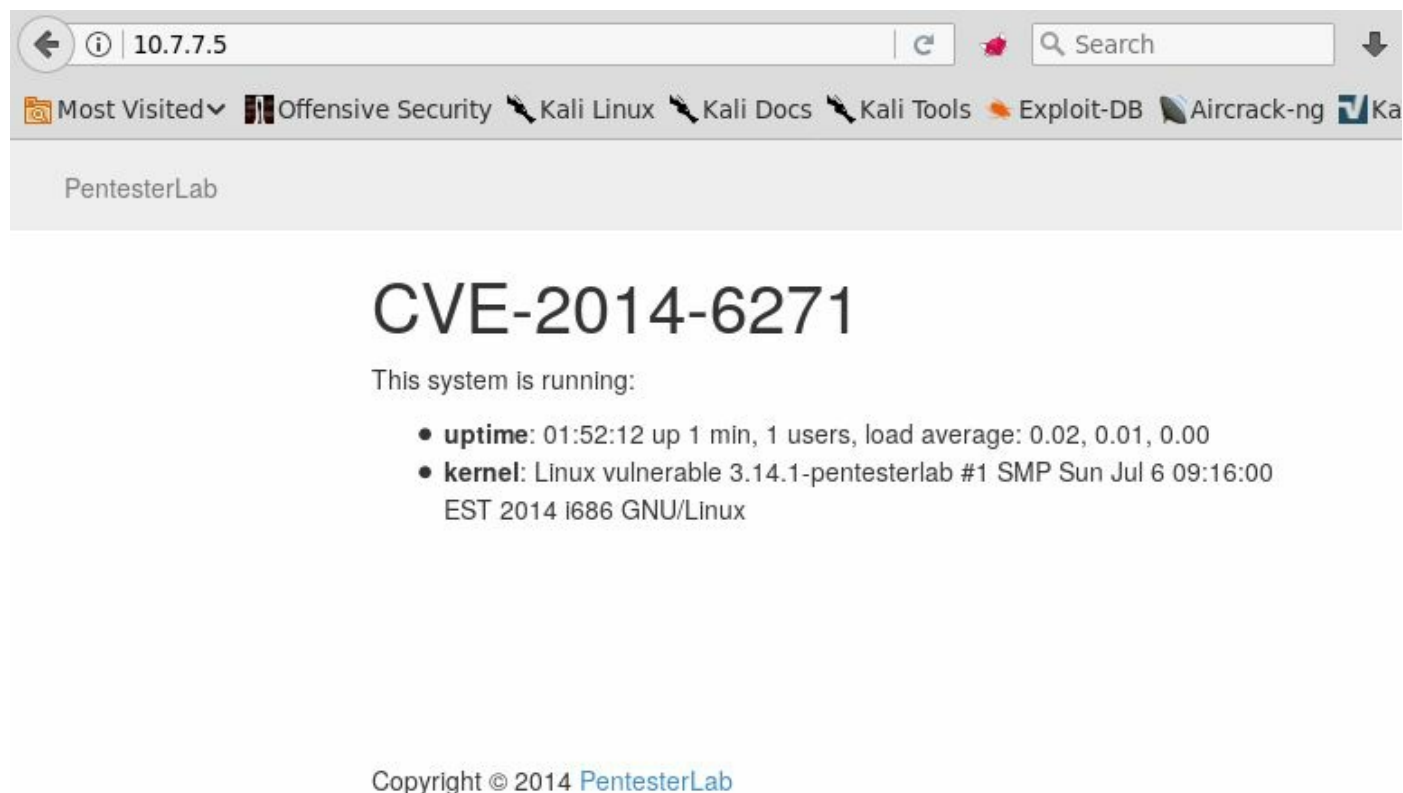 10.7.7.5 Search
Most Visited Offensive Security Kali Linux Kali Docs Kali Tools Exploit-DB Aircrack-ng Ka
PentesterLab
CVE-2014-6271
This system is running:
• uptime: 01:52:12 up 1 min, 1 users, load average: 0.02, 0.01, 0.00
• kernel: Linux vulnerable 3.14.1-pentesterlab #1 SMP Sun Jul 6 09:16:00
EST 2014 i686 GNU/Linux
Copyright © 2014 PentesterLab